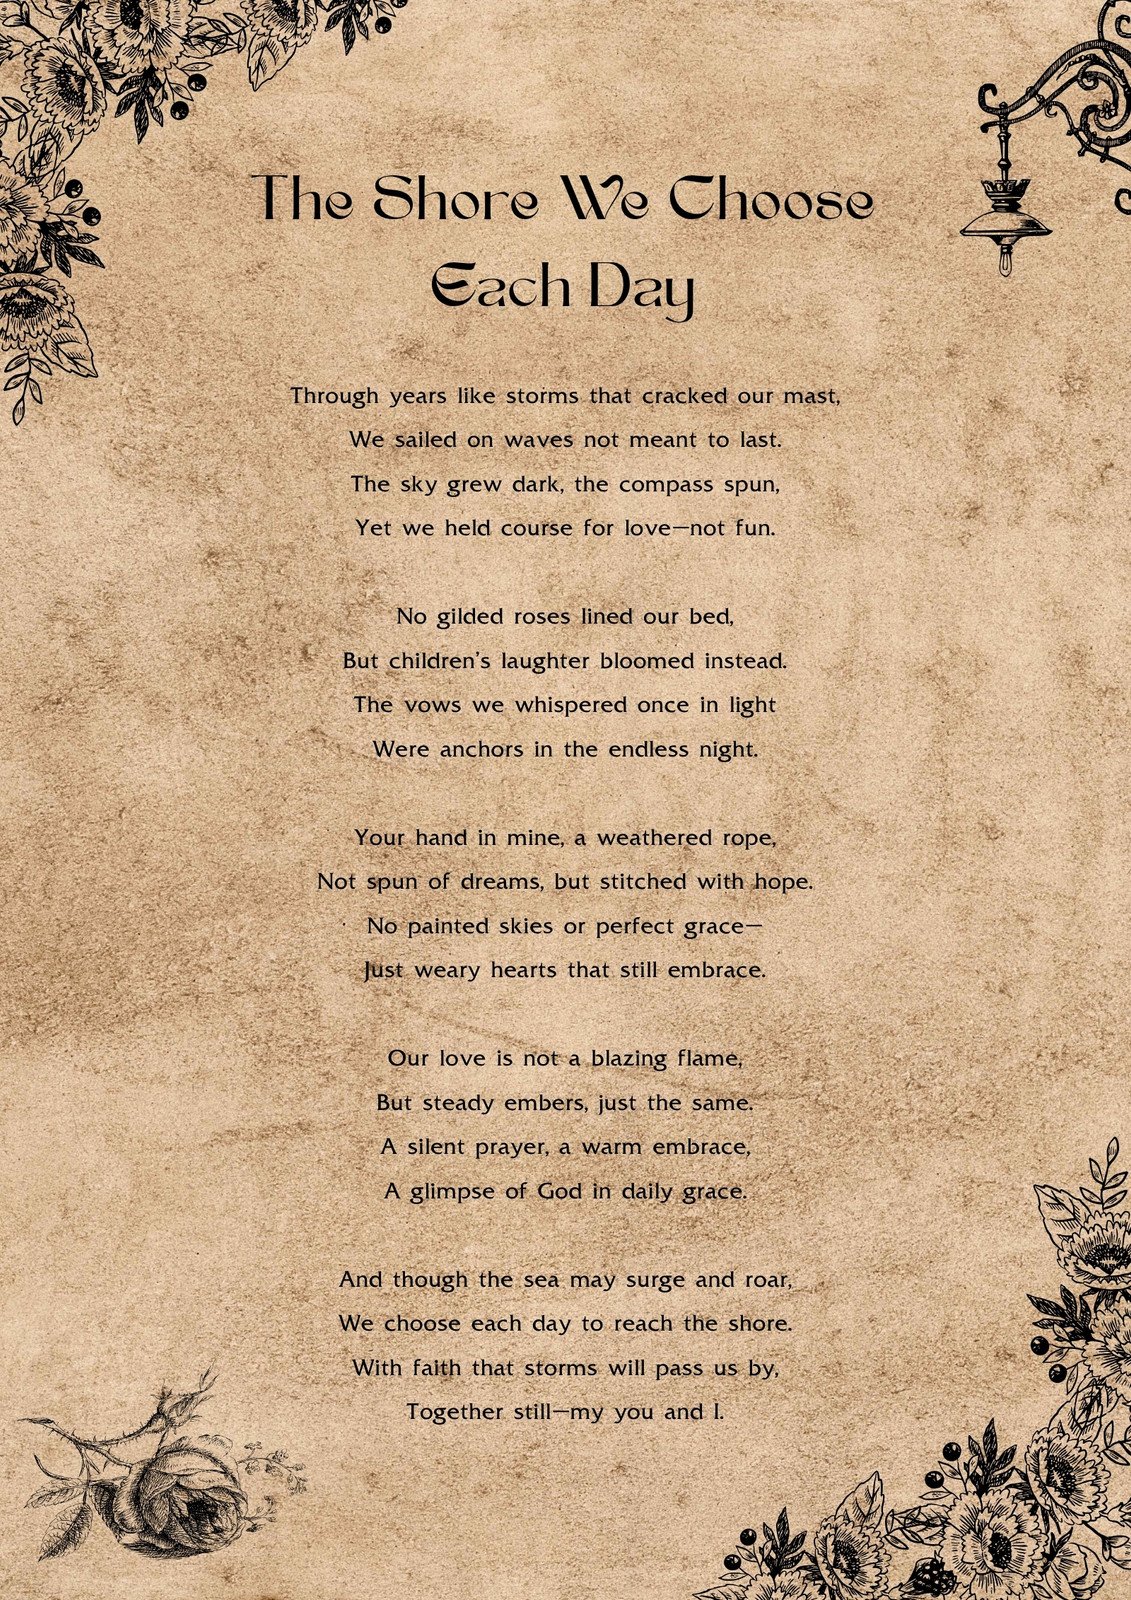 The Shore We Choose
Each Day
Through years like storms that cracked our mast,
We sailed on waves not meant to last.
The sky grew dark, the compass spun,
Yet we held course for love—not fun.
No gilded roses lined our bed,
But children’s laughter bloomed instead.
The vows we whispered once in light
Were anchors in the endless night.
Your hand in mine, a weathered rope,
Not spun of dreams, but stitched with hope.
No painted skies or perfect grace—
Just weary hearts that still embrace.
Our love is not a blazing flame,
But steady embers, just the same.
A silent prayer, a warm embrace,
A glimpse of God in daily grace.
And though the sea may surge and roar,
We choose each day to reach the shore.
With faith that storms will pass us by,
Together still—my you and I.